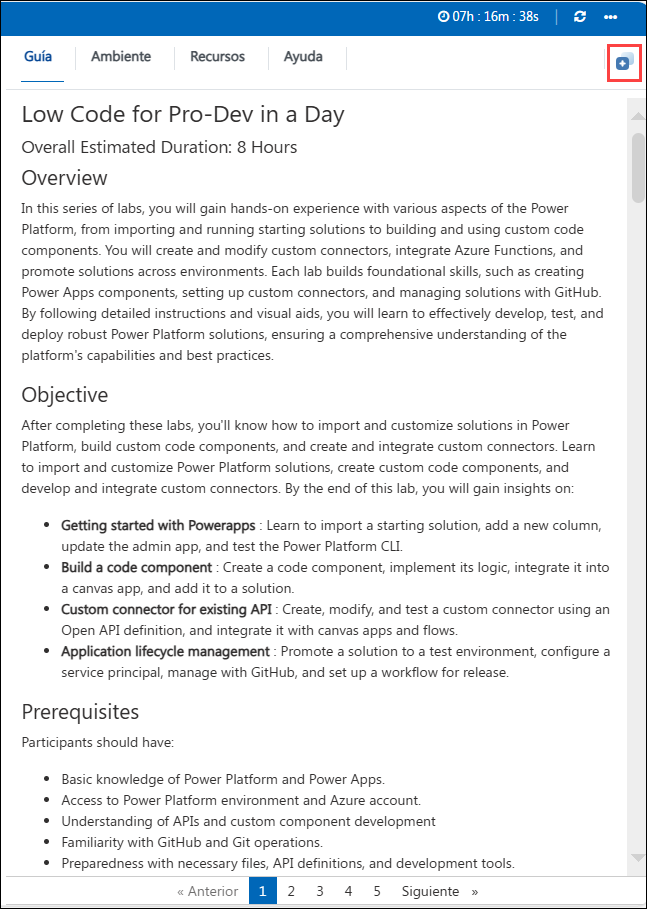 07h : 16m : 38s
Guía Ambiente Recursos Ayuda
Low Code for Pro-Dev in a Day
Overall Estimated Duration: 8 Hours
Overview
In this series of labs, you will gain hands-on experience with various aspects of the Power
Platform, from importing and running starting solutions to building and using custom code
components. You will create and modify custom connectors, integrate Azure Functions, and
promote solutions across environments. Each lab builds foundational skills, such as creating
Power Apps components, setting up custom connectors, and managing solutions with GitHub.
By following detailed instructions and visual aids, you will learn to effectively develop, test, and
deploy robust Power Platform solutions, ensuring a comprehensive understanding of the
platform's capabilities and best practices.
Objective
After completing these labs, you'll know how to import and customize solutions in Power
Platform, build custom code components, and create and integrate custom connectors. Learn
to import and customize Power Platform solutions, create custom code components, and
develop and integrate custom connectors. By the end of this lab, you will gain insights on:
• Getting started with Powerapps : Learn to import a starting solution, add a new column,
update the admin app, and test the Power Platform CLI.
• Build a code component : Create a code component, implement its logic, integrate it into
a canvas app, and add it to a solution.
• Custom connector for existing API : Create, modify, and test a custom connector using an
Open API definition, and integrate it with canvas apps and flows.
• Application lifecycle management : Promote a solution to a test environment, configure a
service principal, manage with GitHub, and set up a workflow for release.
Prerequisites
Participants should have:
• Basic knowledge of Power Platform and Power Apps.
• Access to Power Platform environment and Azure account.
• Understanding of APIs and custom component development
• Familiarity with GitHub and Git operations.
• Preparedness with necessary files, API definitions, and development tools.
« Anterior 1 2 3 4 5 Siguiente »